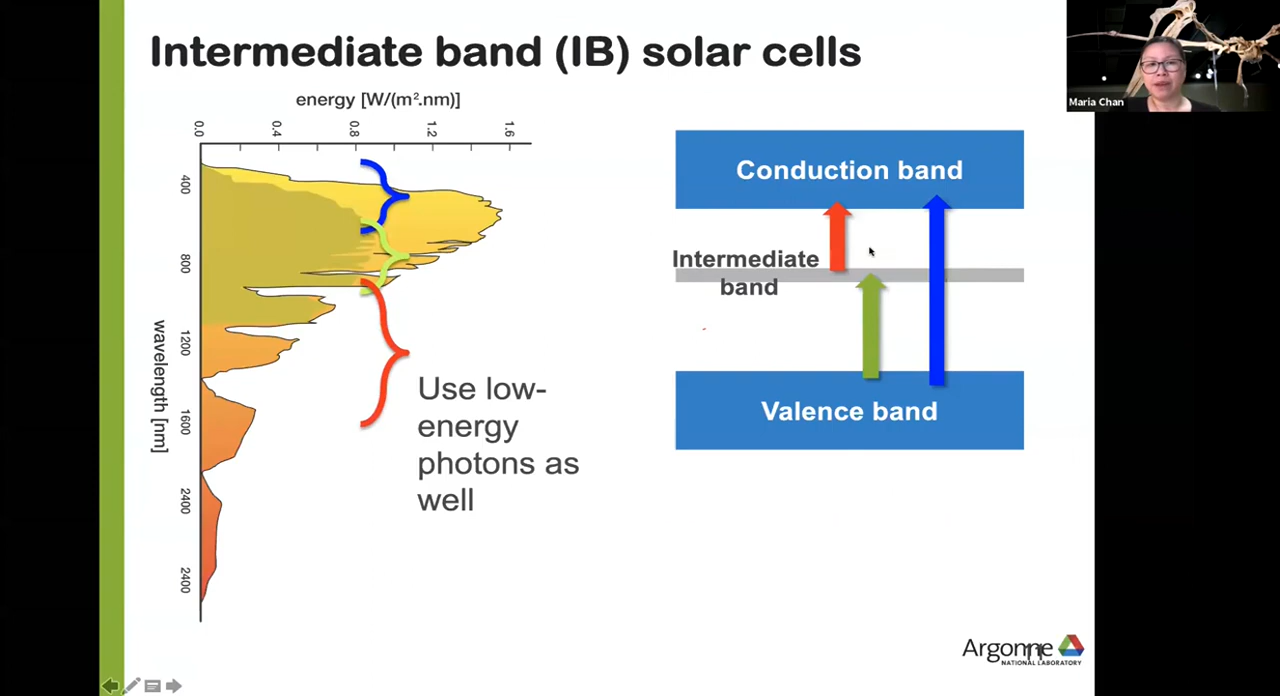 Intermediate band (IB) solar cells
Maria Chan
energy [W/(m².nm)]
0.0
0.4
0.8
1.2
1.6
400
800
1200
1600
2400
2400
wavelength [nm]
Use low-
energy
photons as
well
Conduction band
Intermediate
band
Valence band
Argonne
NATIONAL LABORATORY